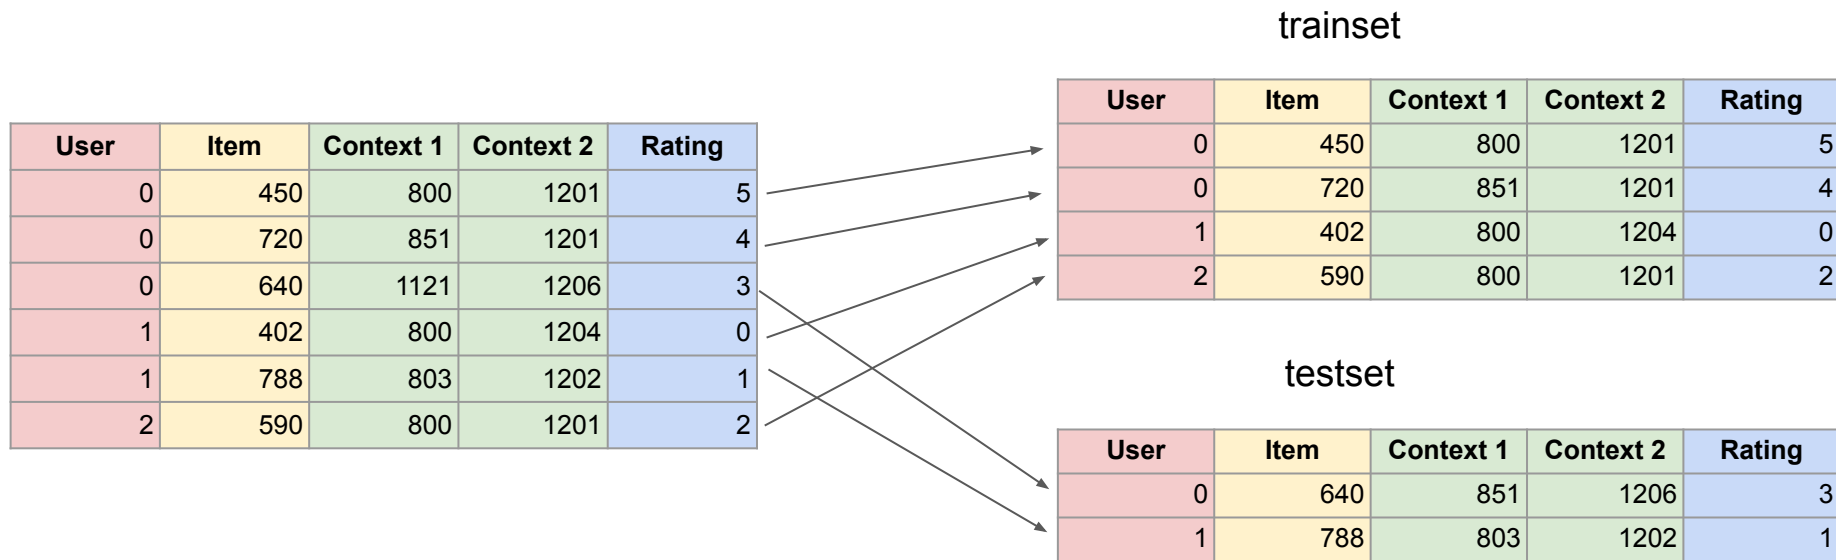 trainset
User Item Context 1 Context 2 Rating
0 450 800 1201 5
0 720 851 1201 4
0 640 1121 1206 3
1 402 800 1204 0
1 788 803 1202 1
2 590 800 1201 2
User Item Context 1 Context 2 Rating
0 450 800 1201 5
0 720 851 1201 4
1 402 800 1204 0
2 590 800 1201 2
testset
User Item Context 1 Context 2 Rating
0 640 851 1206 3
1 788 803 1202 1